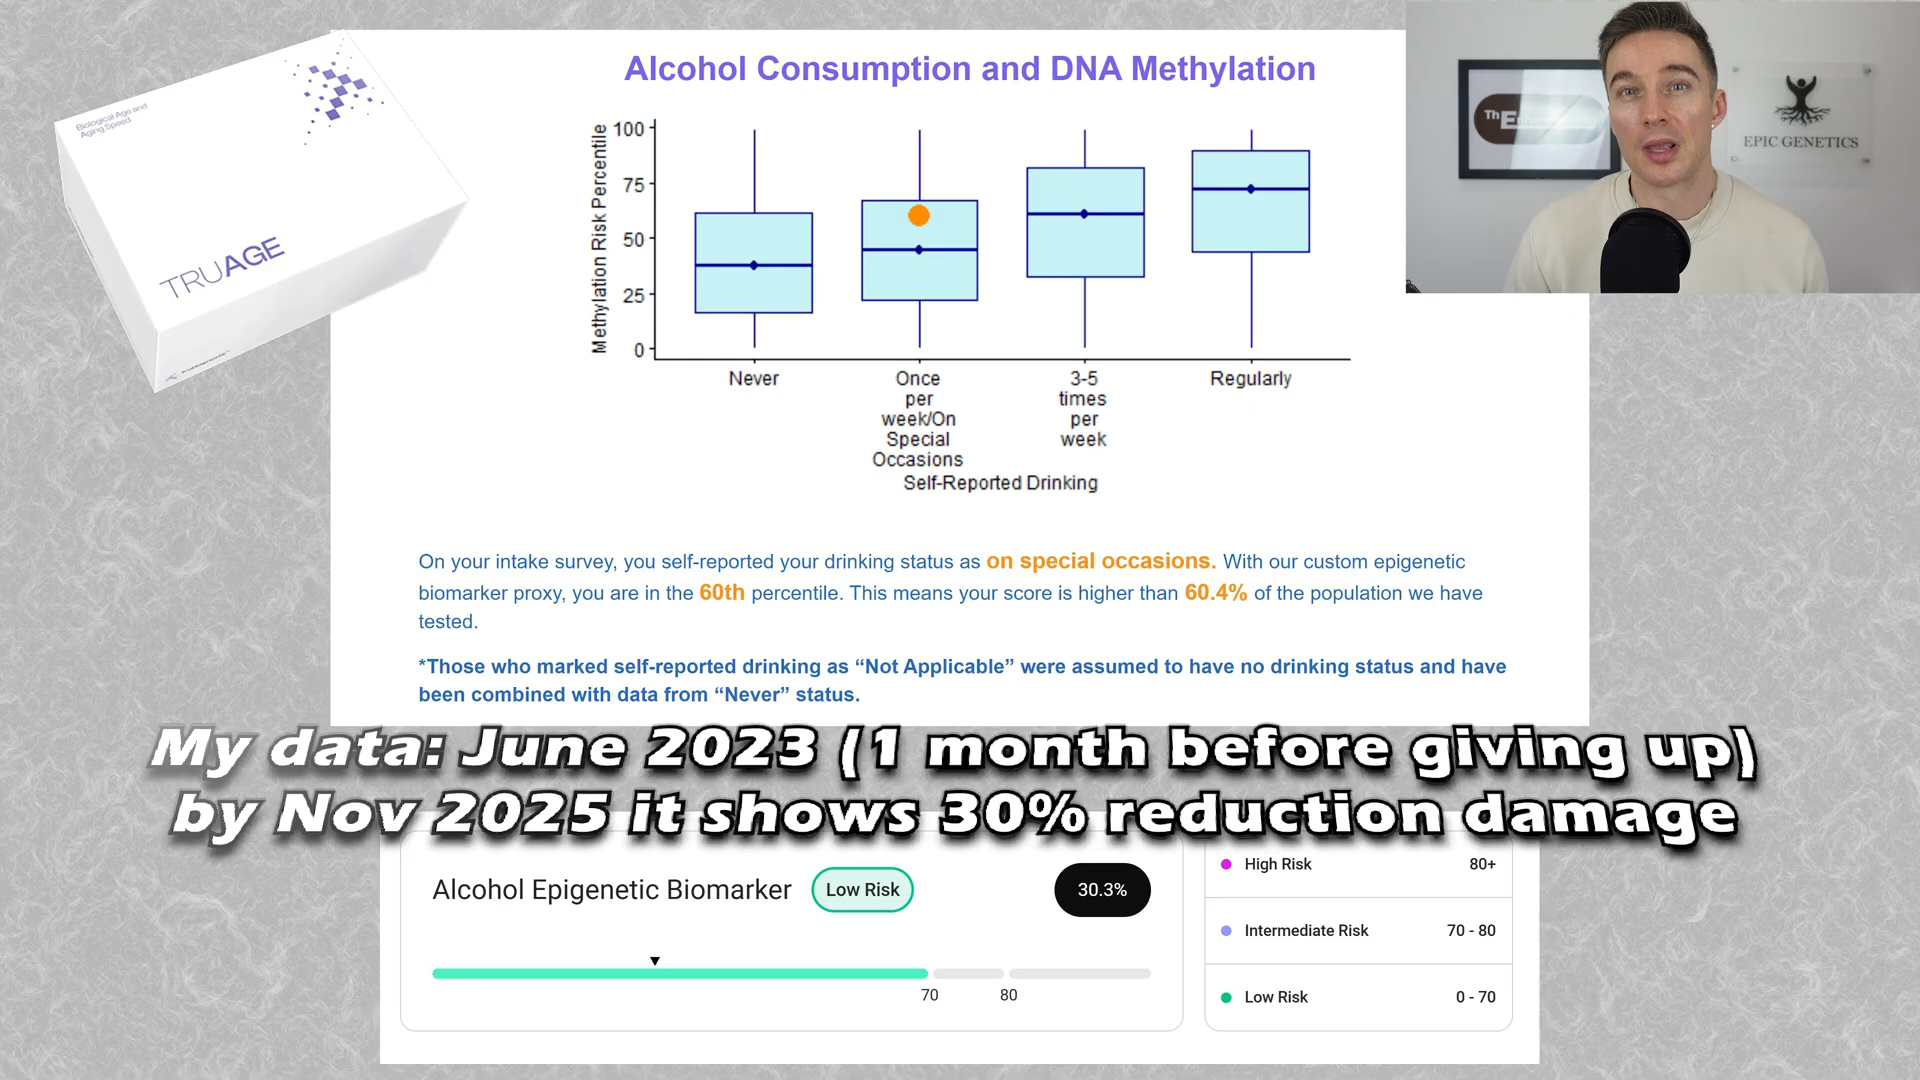 Biological Age and
Aging Speed
TRUAGE
Alcohol Consumption and DNA Methylation
Methylation Risk Percentile
100
75
50
25
0
Never
Once
per
week/On
Special
Occasions
3-5
times
per
week
Regularly
Self-Reported Drinking
EPIC GENETICS
On your intake survey, you self-reported your drinking status as on special occasions. With our custom epigenetic
biomarker proxy, you are in the 60th percentile. This means your score is higher than 60.4% of the population we have
tested.
*Those who marked self-reported drinking as “Not Applicable” were assumed to have no drinking status and have
been combined with data from “Never” status.
My data: June 2023 (1 month before giving up)
by Nov 2025 it shows 30% reduction damage
Alcohol Epigenetic Biomarker
Low Risk
30.3%
70
80
High Risk 80+
Intermediate Risk 70 - 80
Low Risk 0 - 70